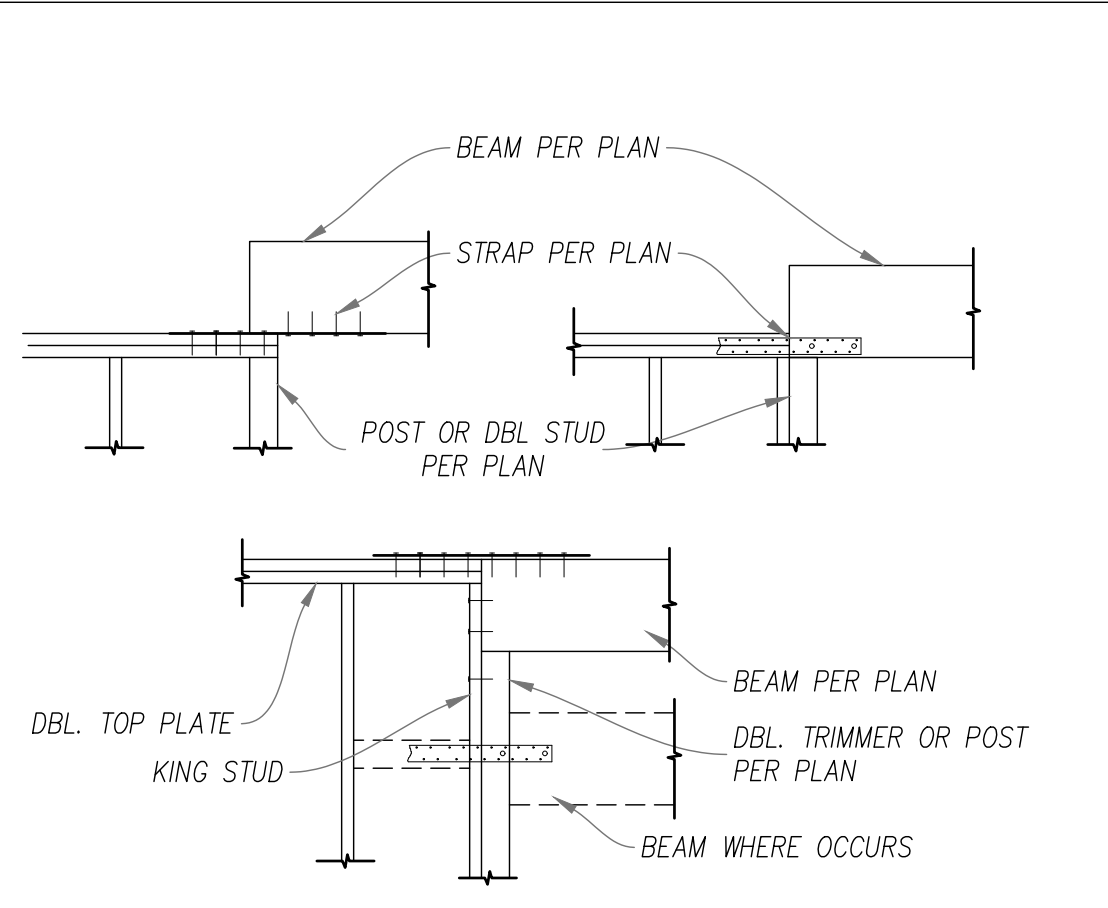 BEAM PER PLAN
STRAP PER PLAN
POST OR DBL STUD
PER PLAN
BEAM PER PLAN
DBL. TOP PLATE
DBL. TRIMMER OR POST
PER PLAN
KING STUD
BEAM WHERE OCCURS